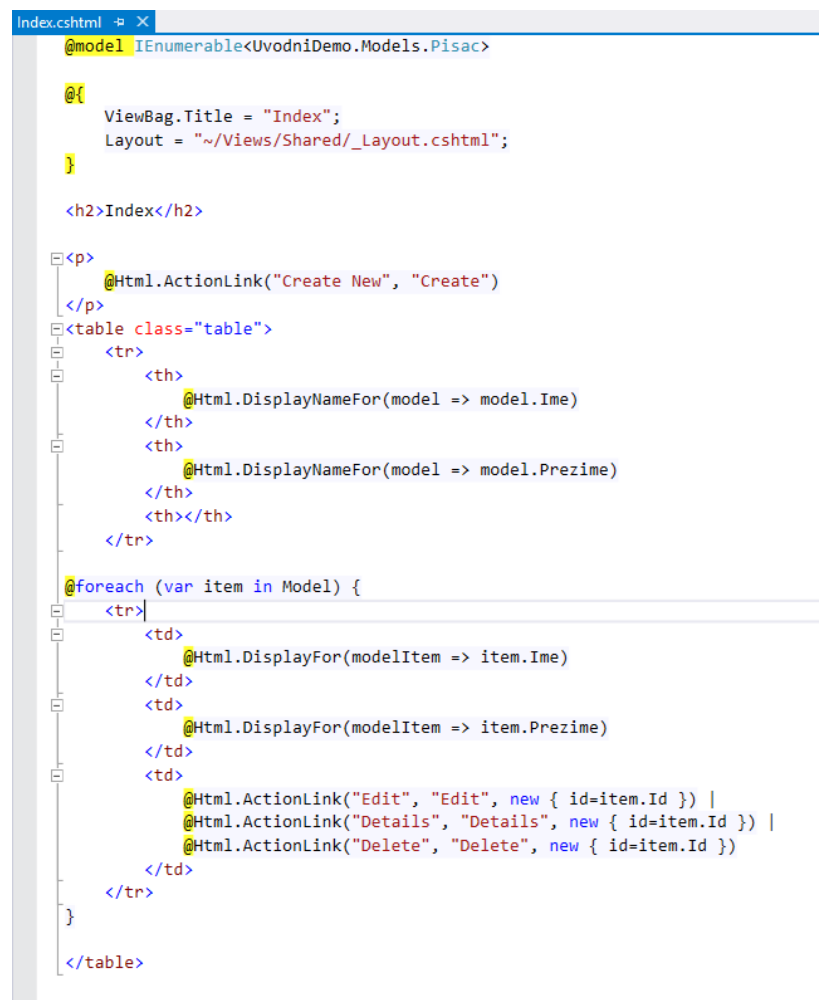 Index.cshtml
@model IEnumerable<UvodniDemo.Models.Pisac>
@{
ViewBag.Title = "Index";
Layout = "~/Views/Shared/_Layout.cshtml";
}
<h2>Index</h2>
<p>
@Html.ActionLink("Create New", "Create")
</p>
<table class="table">
<tr>
<th>
@Html.DisplayNameFor(model => model.Ime)
</th>
<th>
@Html.DisplayNameFor(model => model.Prezime)
</th>
<th></th>
</tr>
@foreach (var item in Model) {
<tr>
<td>
@Html.DisplayFor(modelItem => item.Ime)
</td>
<td>
@Html.DisplayFor(modelItem => item.Prezime)
</td>
<td>
@Html.ActionLink("Edit", "Edit", new { id=item.Id }) |
@Html.ActionLink("Details", "Details", new { id=item.Id }) |
@Html.ActionLink("Delete", "Delete", new { id=item.Id })
</td>
</tr>
}
</table>